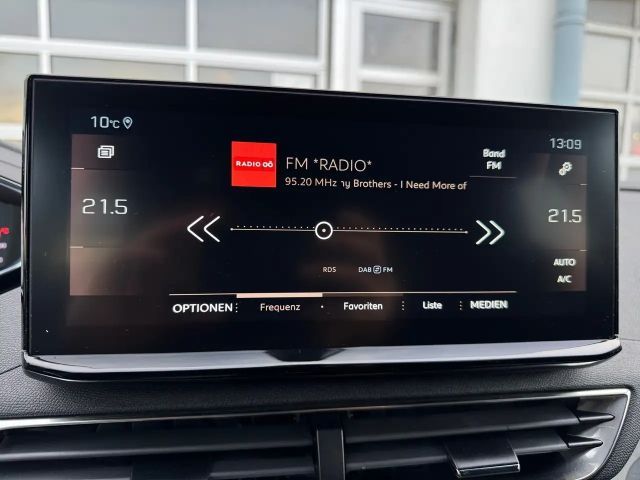 10°C
13:09
RADIO OÖ
FM *RADIO*
Band
FM
95.20 MHz ny Brothers - I Need More of
21.5
21.5
RDS
DAB FM
AUTO
A/C
OPTIONEN
Frequenz
Favoriten
Liste
MEDIEN